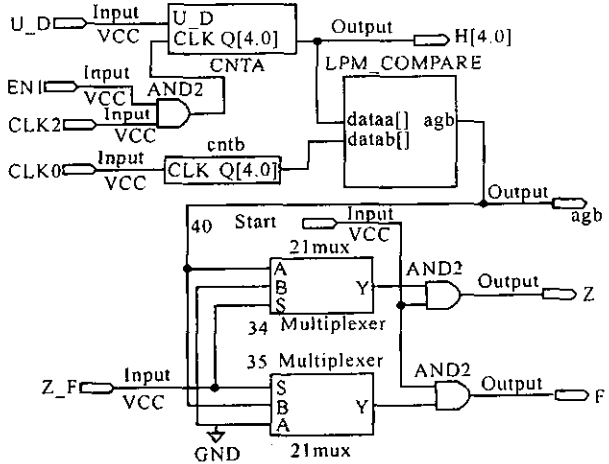 U_D Input VCC
U_D
CLK Q[4.0]
CNTA
Output H[4.0]
LPM_COMPARE
EN1 Input VCC
AND2
CLK2 Input VCC
dataa[] agb
datab[]
cntb
CLK0 Input VCC
CLK Q[4.0]
Output agb
40 Start Input VCC
21mux
A
B Y
S
AND2
Output Z
34 Multiplexer
35 Multiplexer
Z_F Input VCC
S
B Y
A
AND2
Output F
GND 21mux